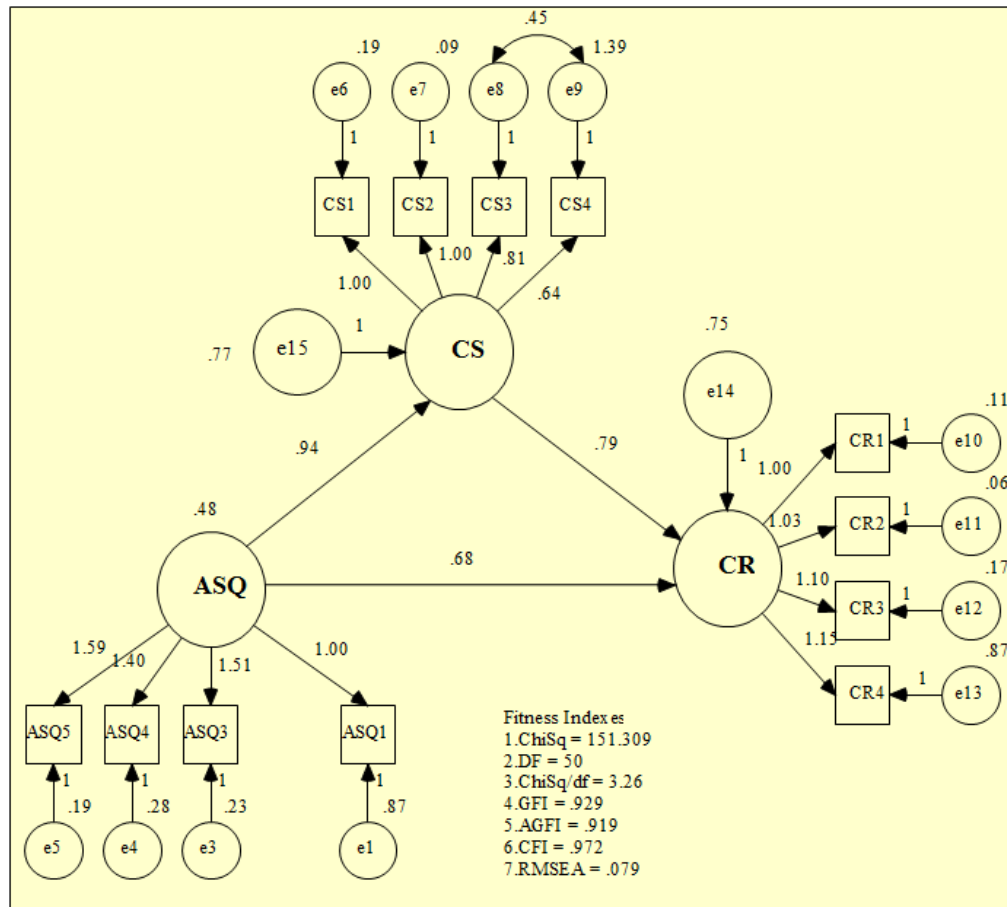 .45
.19 .09 1.39
e6 e7 e8 e9
1 1 1 1
CS1 CS2 CS3 CS4
1.00 1.00 .81 .64
.77 e15 1 CS
.75
e14
1
.94 .79
.11
CR1 1 e10
1.00
.06
1.03 CR2 1 e11
.48
ASQ .68 CR
.17
1.10 CR3 1 e12
1.15
.87
CR4 1 e13
1.59 1.40 1.51 1.00
ASQ5 ASQ4 ASQ3 ASQ1
1 1 1 1
.19 .28 .23 .87
e5 e4 e3 e1
Fitness Indexes
1.ChiSq = 151.309
2.DF = 50
3.ChiSq/df = 3.26
4.GFI = .929
5.AGFI = .919
6.CFI = .972
7.RMSEA = .079